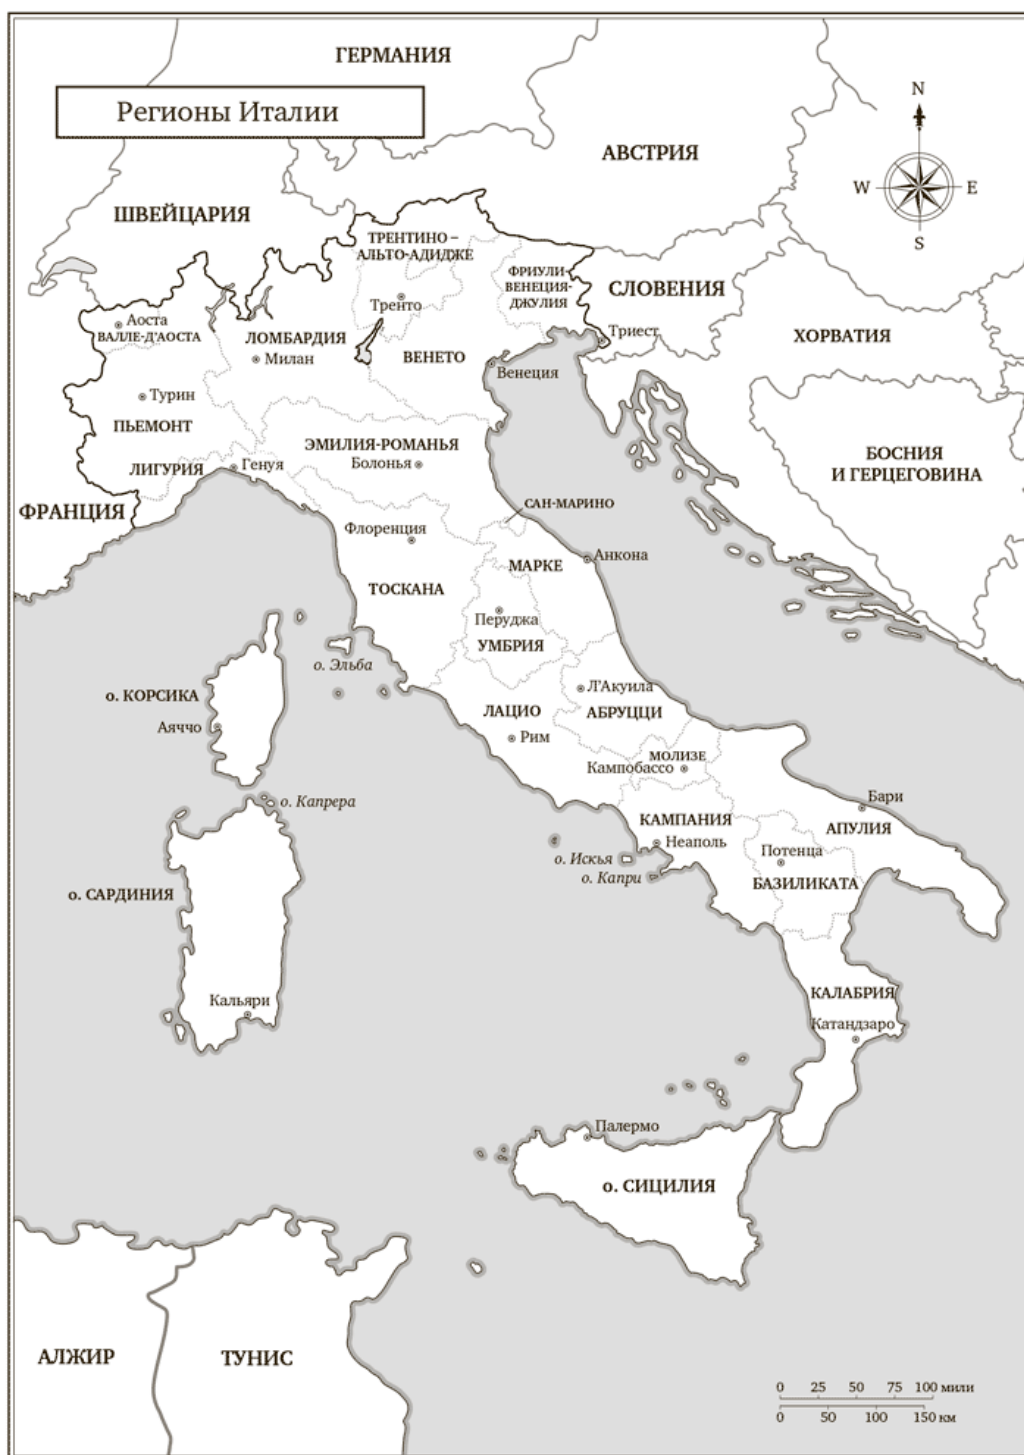 ГЕРМАНИЯ
Регионы Италии
N
АВСТРИЯ
W
E
S
ШВЕЙЦАРИЯ
ТРЕНТИНО –
АЛЬТО-АДИДЖЕ
ФРИУЛИ-
ВЕНЕЦИЯ-
ДЖУЛИЯ
СЛОВЕНИЯ
Тренто
Аоста
ВАЛЛЕ-Д'АОСТА
ЛОМБАРДИЯ
Милан
ВЕНЕТО
Триест
ХОРВАТИЯ
Венеция
Турин
ПЬЕМОНТ
ЭМИЛИЯ-РОМАНЬЯ
Болонья
ЛИГУРИЯ
Генуя
БОСНИЯ
И ГЕРЦЕГОВИНА
ФРАНЦИЯ
САН-МАРИНО
Флоренция
МАРКЕ
Анкона
ТОСКАНА
Перуджа
УМБРИЯ
о. Эльба
о. КОРСИКА
Аяччо
Л'Акуила
АБРУЦЦИ
ЛАЦИО
Рим
МОЛИЗЕ
Кампобассо
о. Капрера
Бари
АПУЛИЯ
КАМПАНИЯ
Неаполь
Потенца
о. Искья
о. Капри
БАЗИЛИКАТА
о. САРДИНИЯ
Кальяри
КАЛАБРИЯ
Катандзаро
Палермо
о. СИЦИЛИЯ
АЛЖИР
ТУНИС
0 25 50 75 100 мили
0 50 100 150 км